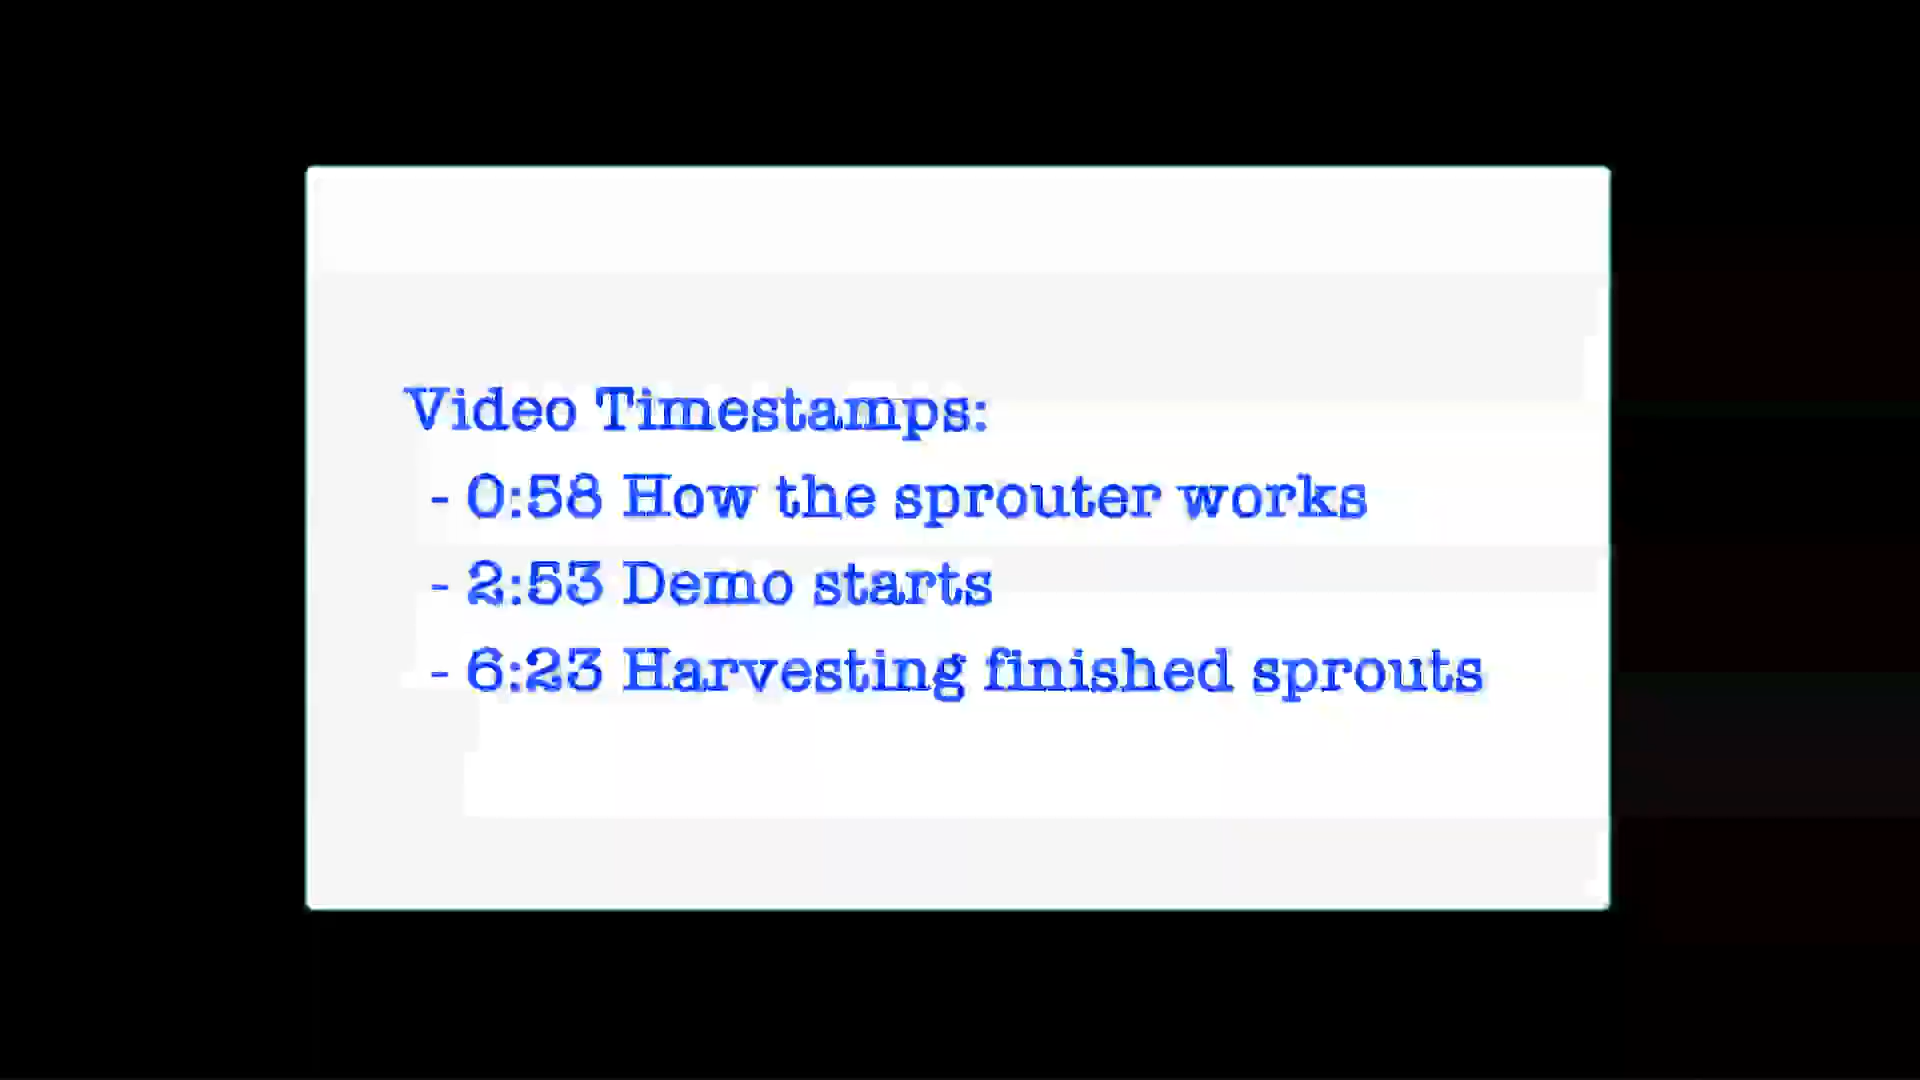 Video Timestamps:
- 0:58 How the sprouter works
- 2:53 Demo starts
- 6:23 Harvesting finished sprouts